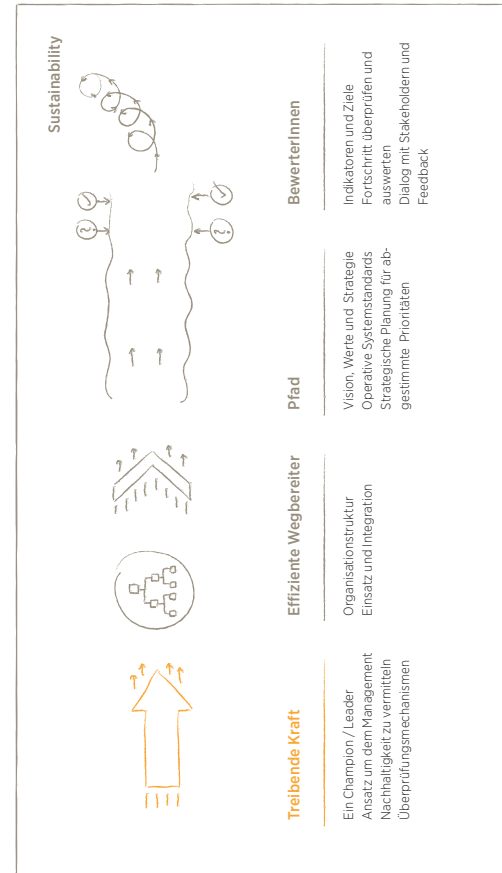 Sustainability
Treibende Kraft
Ein Champion / Leader
Ansatz um dem Management
Nachhaltigkeit zu vermitteln
Überprüfungsmechanismen
Effiziente Wegbereiter
Organisationstruktur
Einsatz und Integration
Pfad
Vision, Werte und Strategie
Operative Systemstandards
Strategische Planung für ab-
gestimmte Prioritäten
BewerterInnen
Indikatoren und Ziele
Fortschritt überprüfen und
auswerten
Dialog mit Stakeholdern und
Feedback
?
?